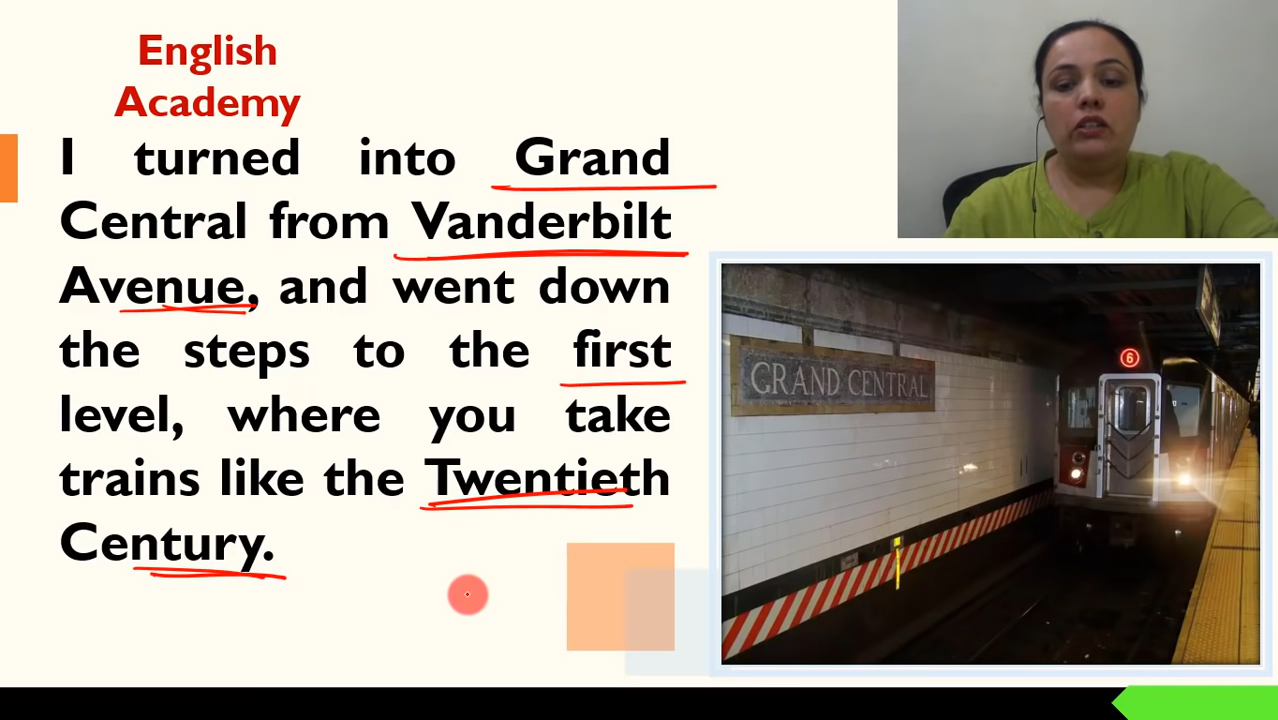 English
Academy
I turned into Grand
Central from Vanderbilt
Avenue, and went down
the steps to the first
level, where you take
trains like the Twentieth
Century.
GRAND CENTRAL
6